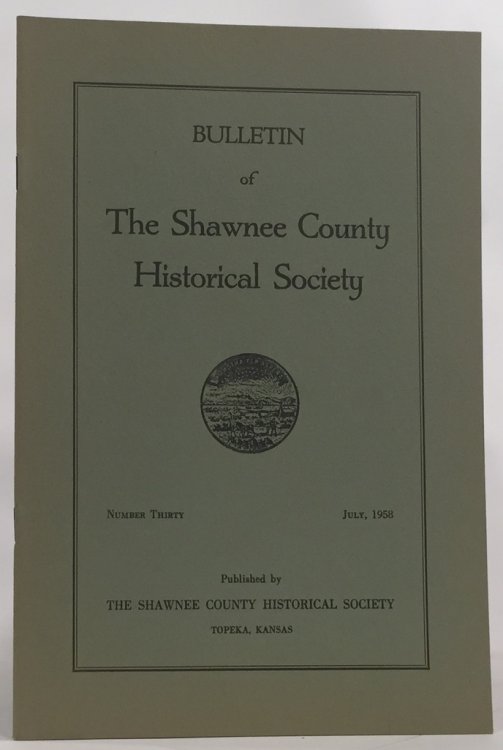 BULLETIN
of
The Shawnee County
Historical Society
NUMBER THIRTY JULY, 1958
Published by
THE SHAWNEE COUNTY HISTORICAL SOCIETY
TOPEKA, KANSAS